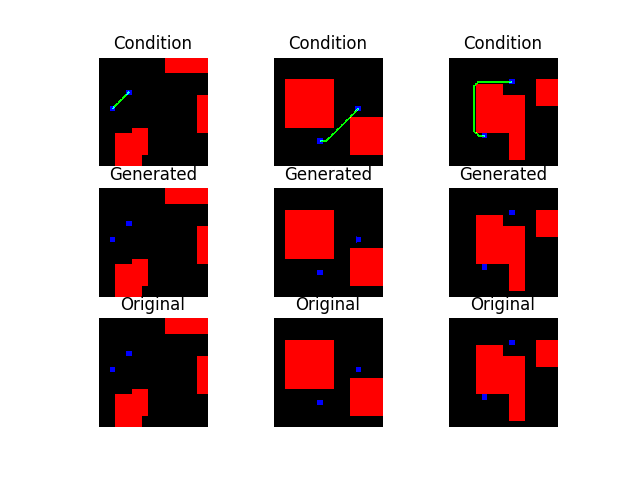 Condition Condition Condition
Generated Generated Generated
Original Original Original